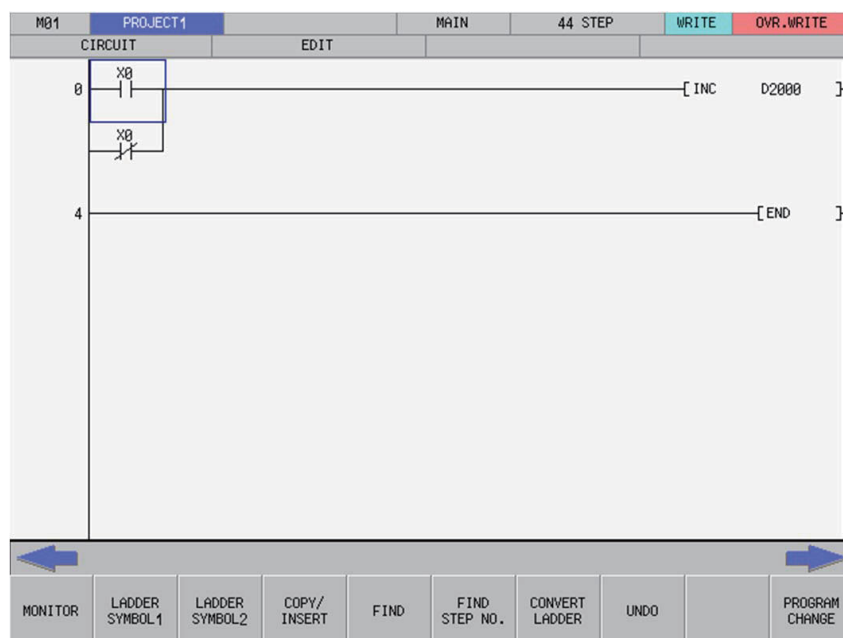 M01 PROJECT1 MAIN 44 STEP WRITE OVR.WRITE
CIRCUIT EDIT
X0
0 [ INC D2000 ]
X0
4 [ END ]
MONITOR LADDER SYMBOL1 LADDER SYMBOL2 COPY/ INSERT FIND FIND STEP NO. CONVERT LADDER UNDO PROGRAM CHANGE